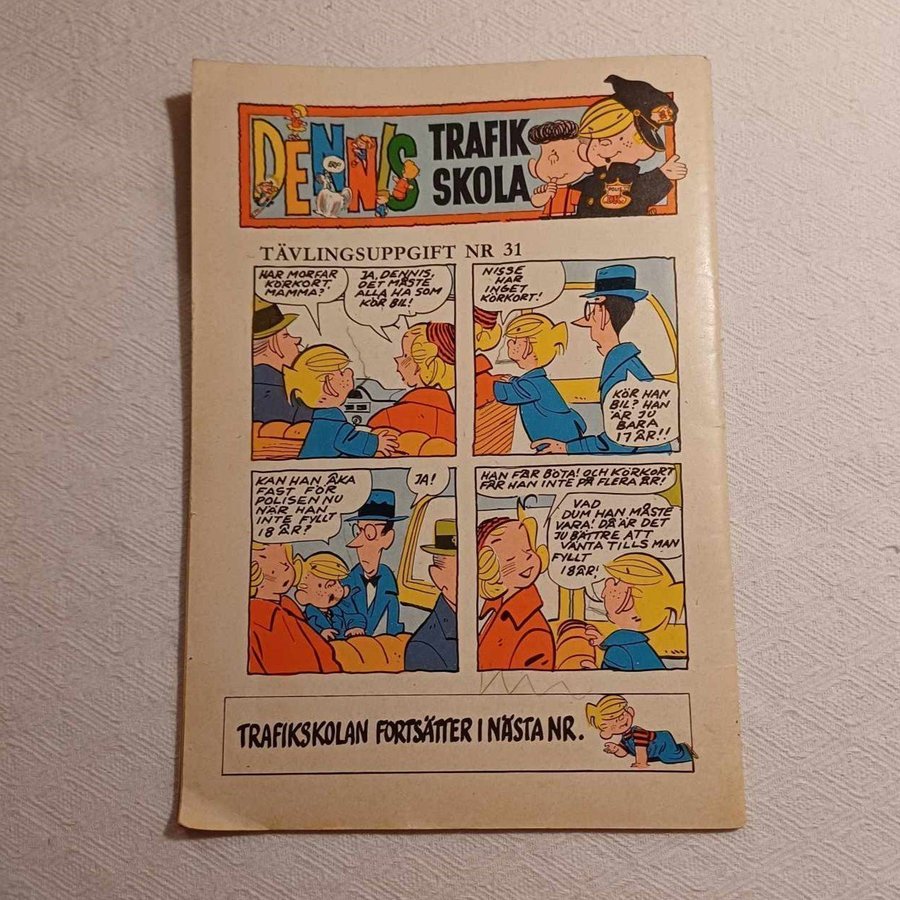 DENNIS
TRAFIK
SKOLA
POLIS
TÄVLINGSUPPGIFT NR 31
HAR MORFAR
KÖRKORT,
MAMMA?
JA, DENNIS,
DET MÅSTE
ALLA HA SOM
KÖR BIL!
NISSE
HAR
INGET
KÖRKORT!
KÖR HAN
BIL? HAN
ÄR JU
BARA
17 ÅR!!
KAN HAN ÅKA
FAST FÖR
POLISEN NU
NÄR HAN
INTE FYLLT
18 ÅR?
JA!
HAN FÅR BÖTA! OCH KÖRKORT
FÅR HAN INTE PÅ FLERA ÅR!
VAD
DUM HAN MÅSTE
VARA! DÅ ÄR DET
JU BÄTTRE ATT
VÄNTA TILLS MAN
FYLLT
18 ÅR!
TRAFIKSKOLAN FORTSÄTTER I NÄSTA NR.